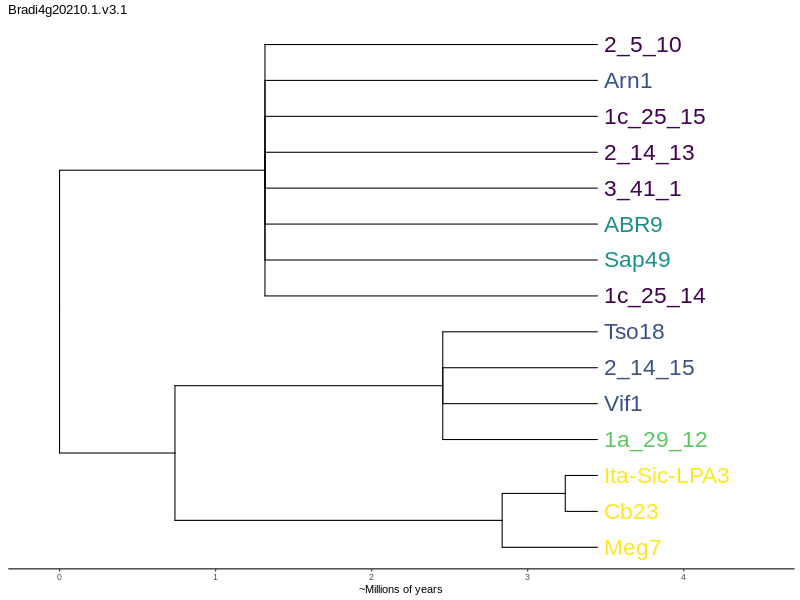 Bradi4g20210.1.v3.1
2_5_10
Arn1
1c_25_15
2_14_13
3_41_1
ABR9
Sap49
1c_25_14
Tso18
2_14_15
Vif1
1a_29_12
Ita-Sic-LPA3
Cb23
Meg7
0 1 2 3 4
~Millions of years